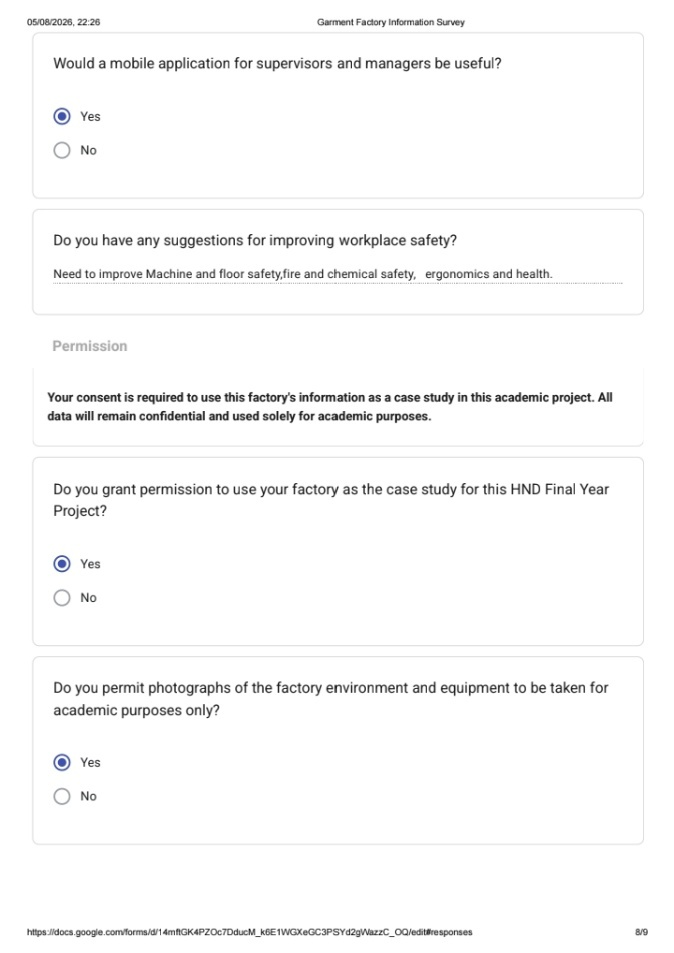 05/08/2026, 22:26 Garment Factory Information Survey
Would a mobile application for supervisors and managers be useful?
Yes
No
Do you have any suggestions for improving workplace safety?
Need to improve Machine and floor safety,fire and chemical safety, ergonomics and health.
Permission
Your consent is required to use this factory's information as a case study in this academic project. All
data will remain confidential and used solely for academic purposes.
Do you grant permission to use your factory as the case study for this HND Final Year
Project?
Yes
No
Do you permit photographs of the factory environment and equipment to be taken for
academic purposes only?
Yes
No
https://docs.google.com/forms/d/14mftGK4PZOc7DducM_k6E1WGXeGC3PSYd2gWazzC_OQ/edit#responses 8/9